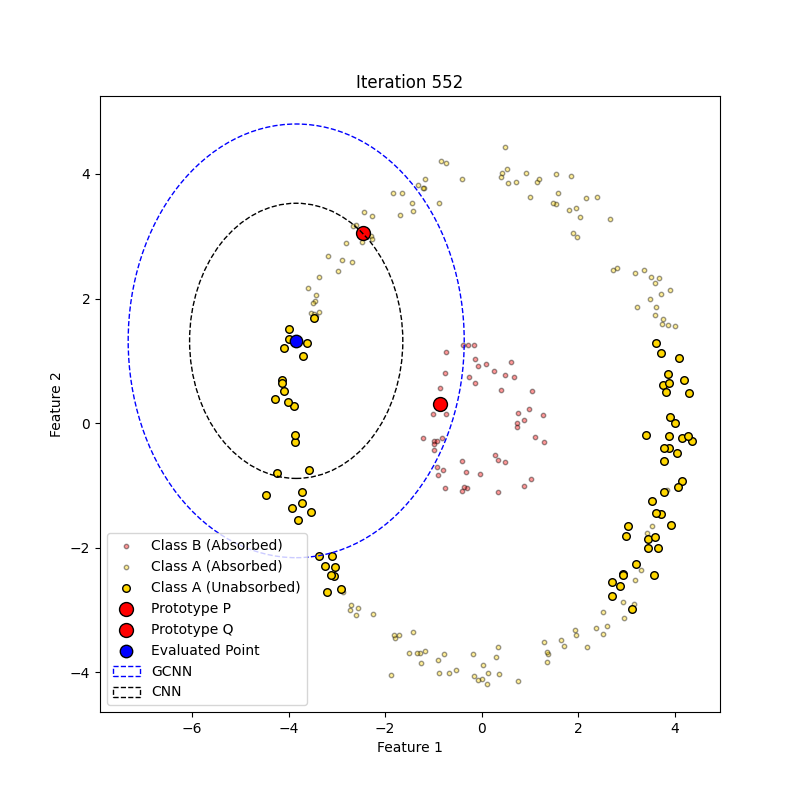 Iteration 552
Feature 2
4
2
0
−2
−4
Class B (Absorbed)
Class A (Absorbed)
Class A (Unabsorbed)
Prototype P
Prototype Q
Evaluated Point
GCNN
CNN
−6 −4 −2 0 2 4
Feature 1